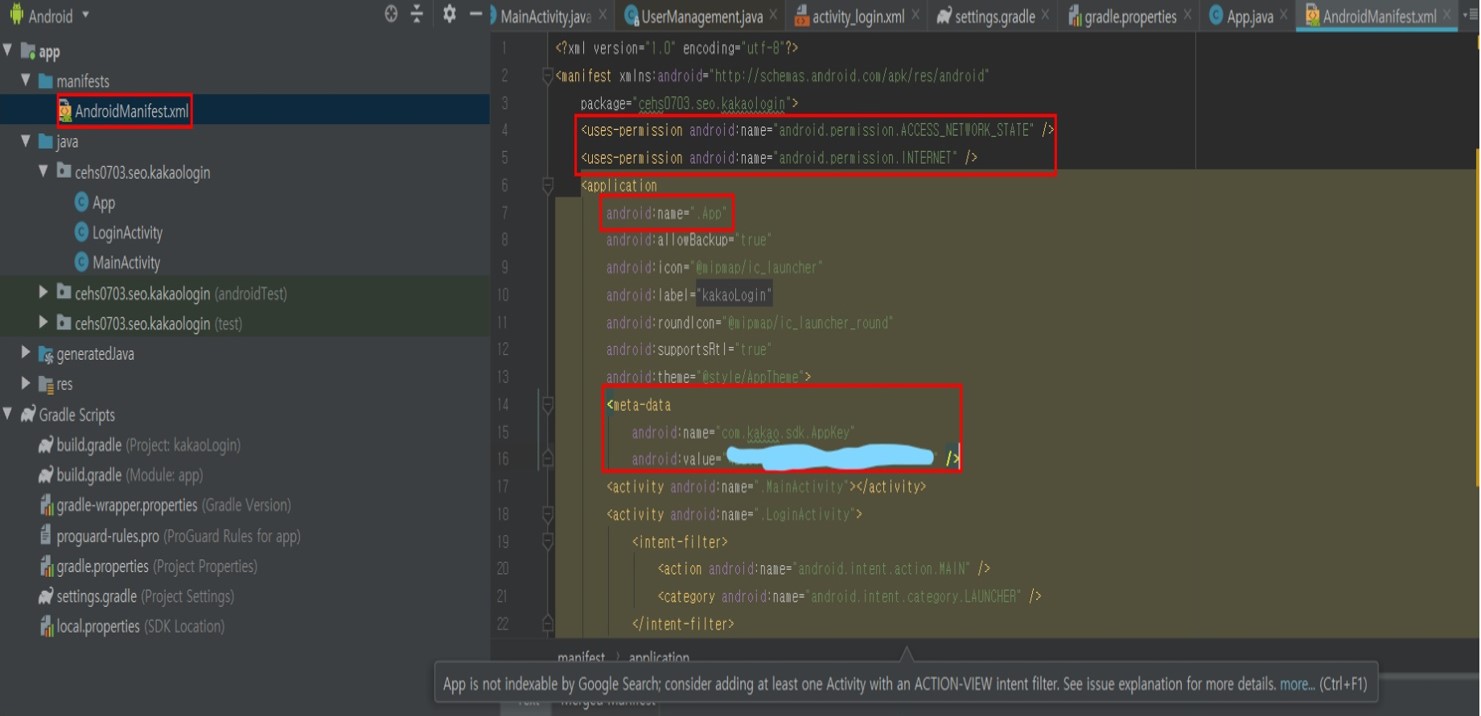 Android
app
manifests
AndroidManifest.xml
java
cehs0703.seo.kakaologin
App
LoginActivity
MainActivity
cehs0703.seo.kakaologin (androidTest)
cehs0703.seo.kakaologin (test)
generatedJava
res
Gradle Scripts
build.gradle (Project: kakaoLogin)
build.gradle (Module: app)
gradle-wrapper.properties (Gradle Version)
proguard-rules.pro (ProGuard Rules for app)
gradle.properties (Project Properties)
settings.gradle (Project Settings)
local.properties (SDK Location)
MainActivity.java UserManagement.java activity_login.xml settings.gradle gradle.properties App.java AndroidManifest.xml
1 <?xml version="1.0" encoding="utf-8"?>
2 <manifest xmlns:android="http://schemas.android.com/apk/res/android"
3 package="cehs0703.seo.kakaologin">
4 <uses-permission android:name="android.permission.ACCESS_NETWORK_STATE" />
5 <uses-permission android:name="android.permission.INTERNET" />
6 <application
7 android:name=".App"
8 android:allowBackup="true"
9 android:icon="@mipmap/ic_launcher"
10 android:label="kakaoLogin"
11 android:roundIcon="@mipmap/ic_launcher_round"
12 android:supportsRtl="true"
13 android:theme="@style/AppTheme">
14 <meta-data
15 android:name="com.kakao.sdk.AppKey"
16 android:value=" " />
17 <activity android:name=".MainActivity"></activity>
18 <activity android:name=".LoginActivity">
19 <intent-filter>
20 <action android:name="android.intent.action.MAIN" />
21 <category android:name="android.intent.category.LAUNCHER" />
22 </intent-filter>
manifest › application
App is not indexable by Google Search; consider adding at least one Activity with an ACTION-VIEW intent filter. See issue explanation for more details. more... (Ctrl+F1)
Text Merged Manifest